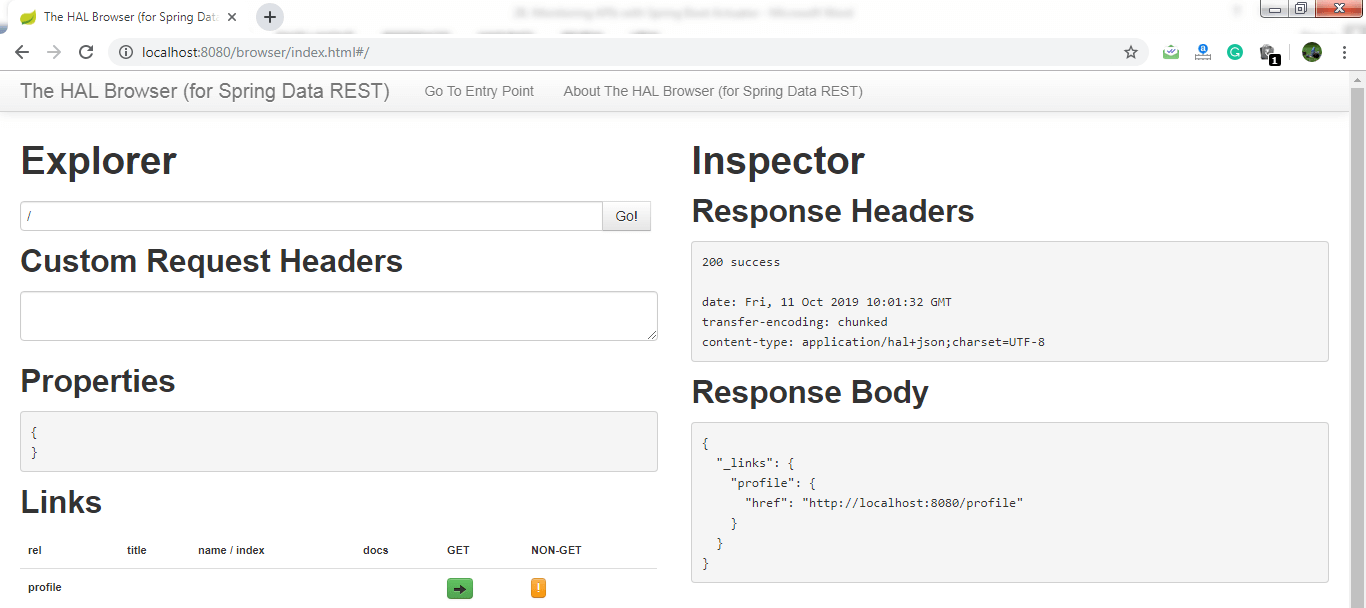 The HAL Browser (for Spring Data
localhost:8080/browser/index.html#/
1
The HAL Browser (for Spring Data REST) Go To Entry Point About The HAL Browser (for Spring Data REST)
Explorer
/ Go!
Custom Request Headers
Properties
{
}
Links
rel title name / index docs GET NON-GET
profile !
Inspector
Response Headers
200 success
date: Fri, 11 Oct 2019 10:01:32 GMT
transfer-encoding: chunked
content-type: application/hal+json;charset=UTF-8
Response Body
{
"_links": {
"profile": {
"href": "http://localhost:8080/profile"
}
}
}